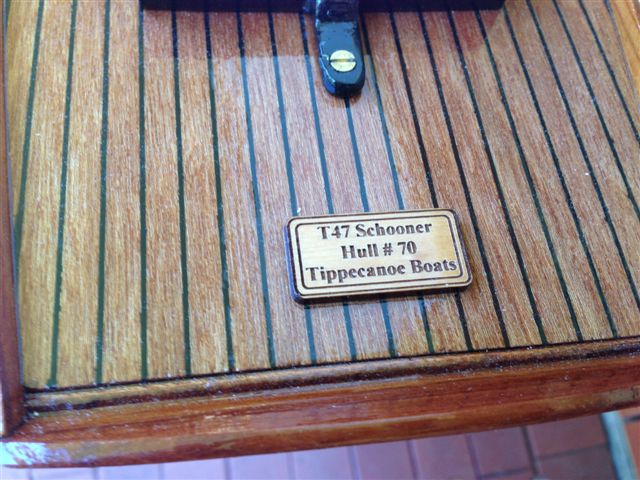 T47 Schooner
Hull # 70
Tippecanoe Boats